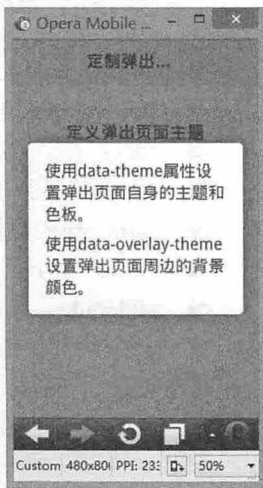 Opera Mobile ...
定制弹出...
定义弹出页面主题
使用data-theme属性设
置弹出页面自身的主题和
色板。
使用data-overlay-theme
设置弹出页面周边的背景
颜色。
Custom 480x80 PPI: 233 50%